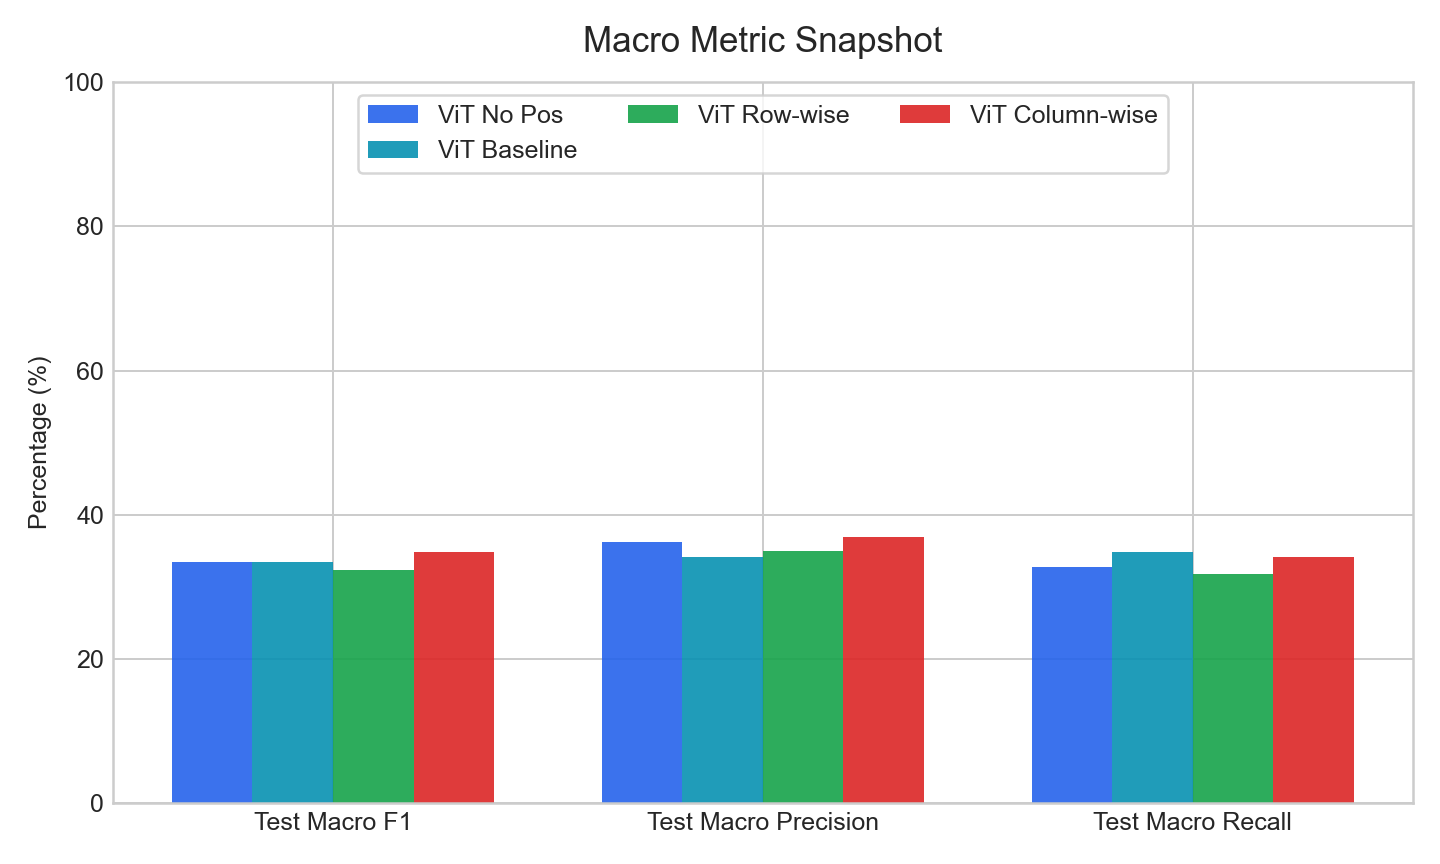 Macro Metric Snapshot
100
80
60
40
20
0
Percentage (%)
ViT No Pos
ViT Baseline
ViT Row-wise
ViT Column-wise
Test Macro F1
Test Macro Precision
Test Macro Recall